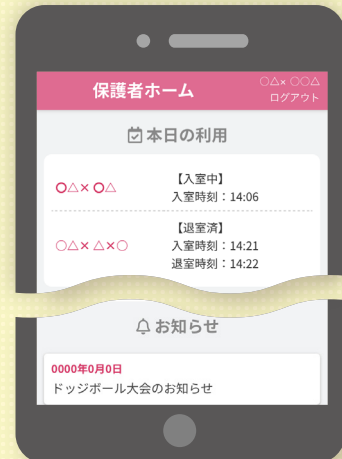 保護者ホーム
○△× ○○△
ログアウト
本日の利用
○△× ○△
【入室中】
入室時刻：14:06
○△× △×○
【退室済】
入室時刻：14:21
退室時刻：14:22
お知らせ
0000年0月0日
ドッジボール大会のお知らせ